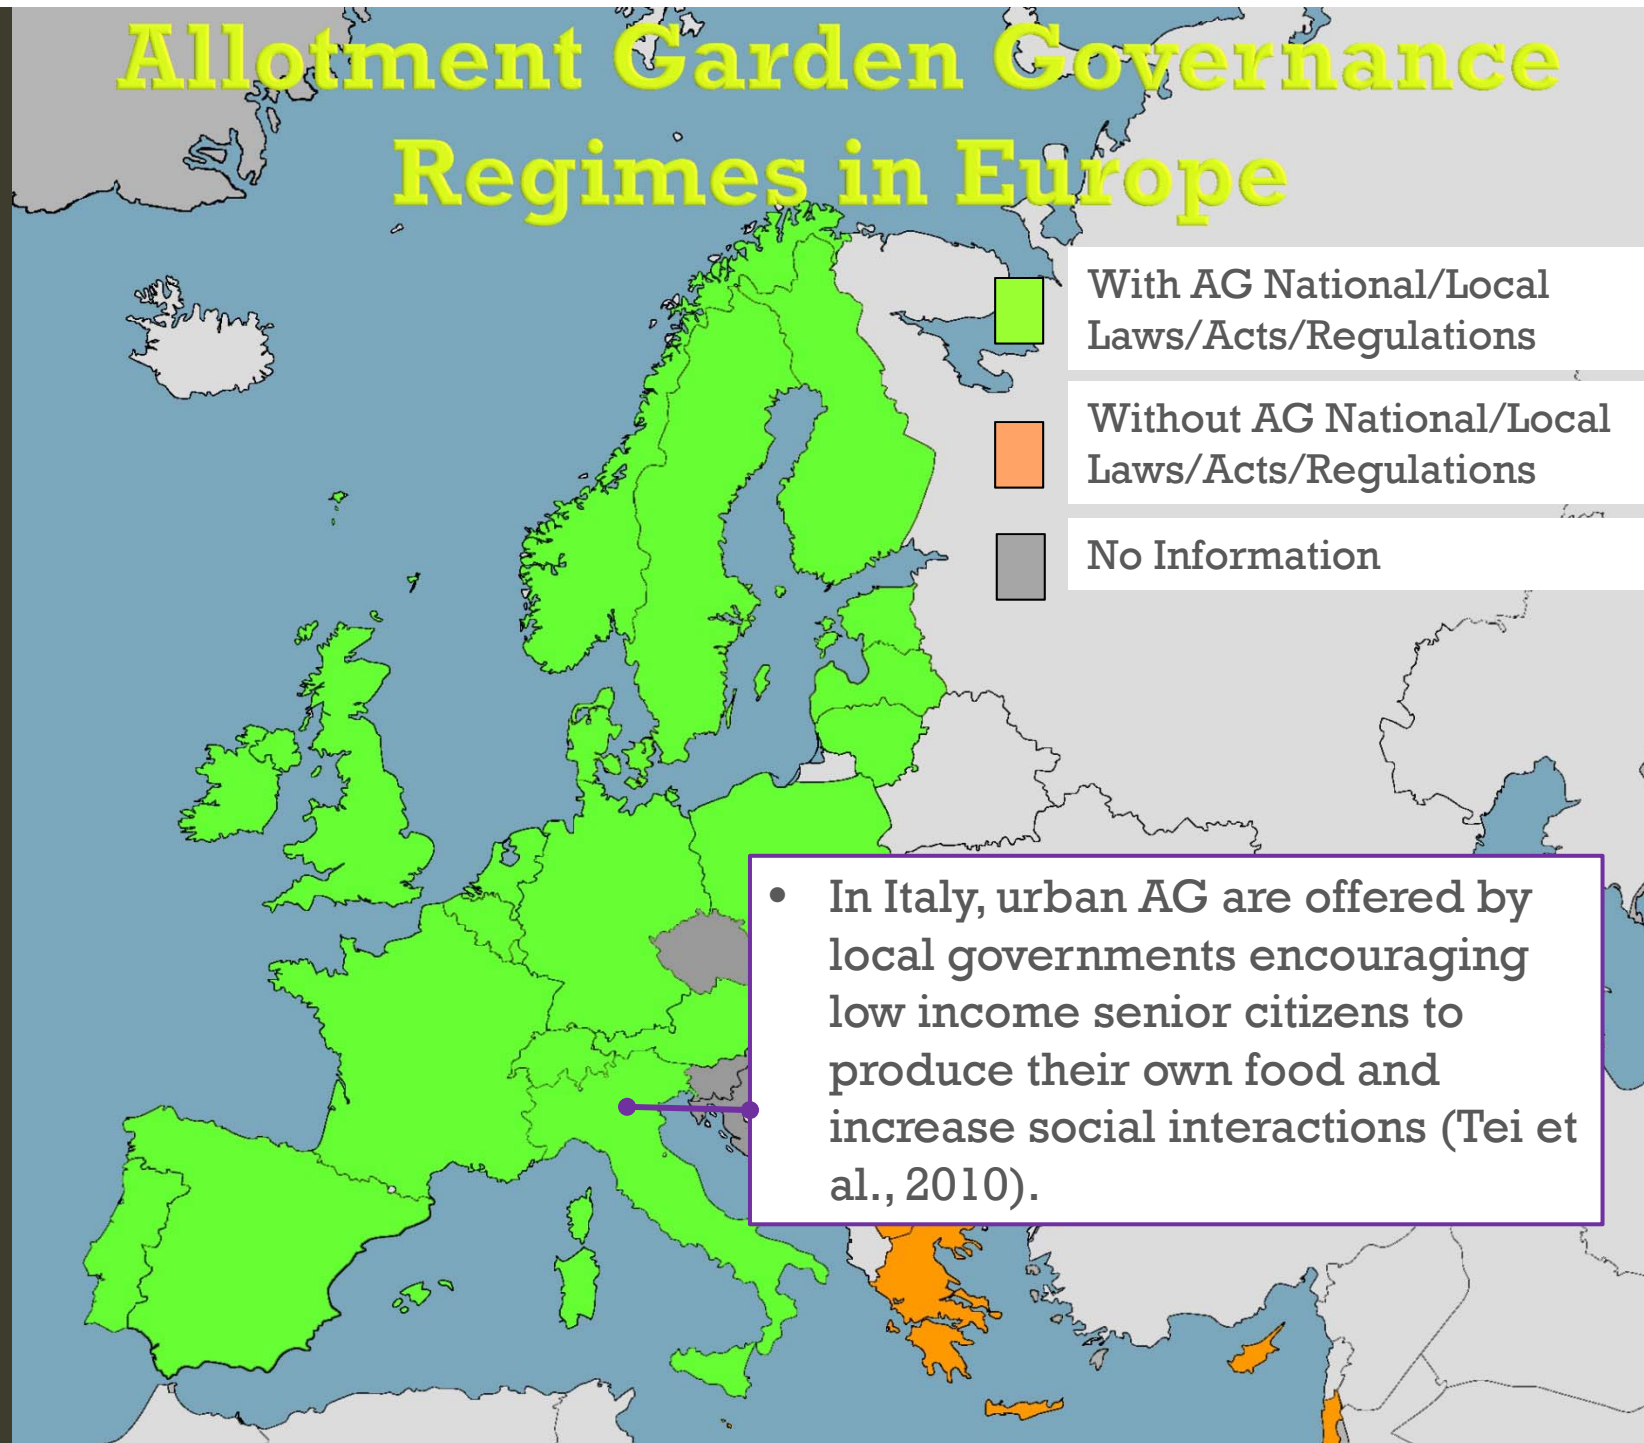 Allotment Garden Governance
Regimes in Europe
With AG National/Local
Laws/Acts/Regulations
Without AG National/Local
Laws/Acts/Regulations
No Information
• In Italy, urban AG are offered by
local governments encouraging
low income senior citizens to
produce their own food and
increase social interactions (Tei et
al., 2010).